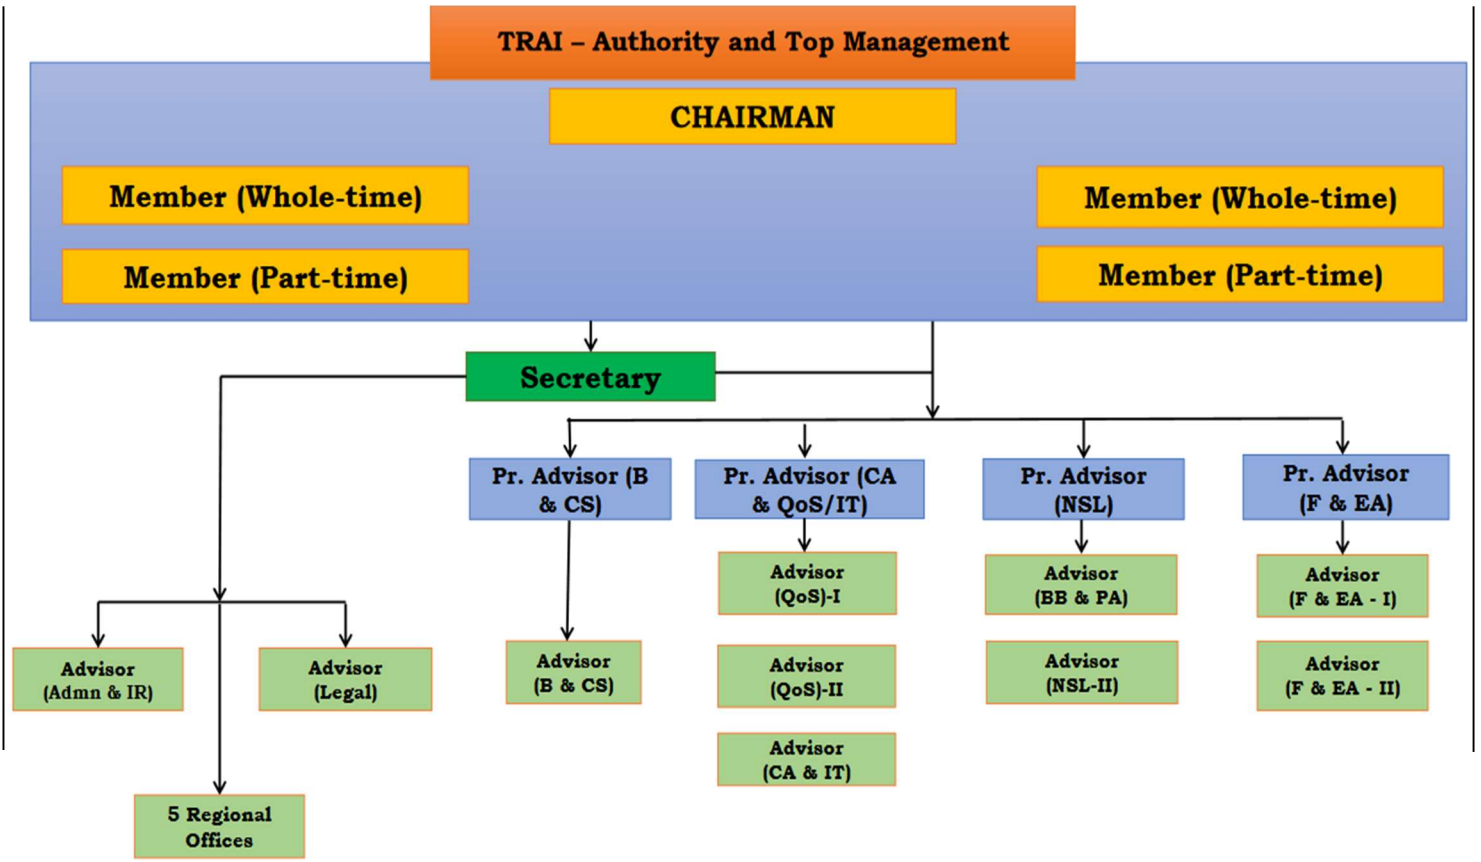 TRAI – Authority and Top Management
CHAIRMAN
Member (Whole-time)
Member (Whole-time)
Member (Part-time)
Member (Part-time)
Secretary
Pr. Advisor (B
& CS)
Pr. Advisor (CA
& QoS/IT)
Pr. Advisor
(NSL)
Pr. Advisor
(F & EA)
Advisor
(QoS)-I
Advisor
(BB & PA)
Advisor
(F & EA - I)
Advisor
(Admn & IR)
Advisor
(Legal)
Advisor
(B & CS)
Advisor
(QoS)-II
Advisor
(NSL-II)
Advisor
(F & EA - II)
Advisor
(CA & IT)
5 Regional
Offices